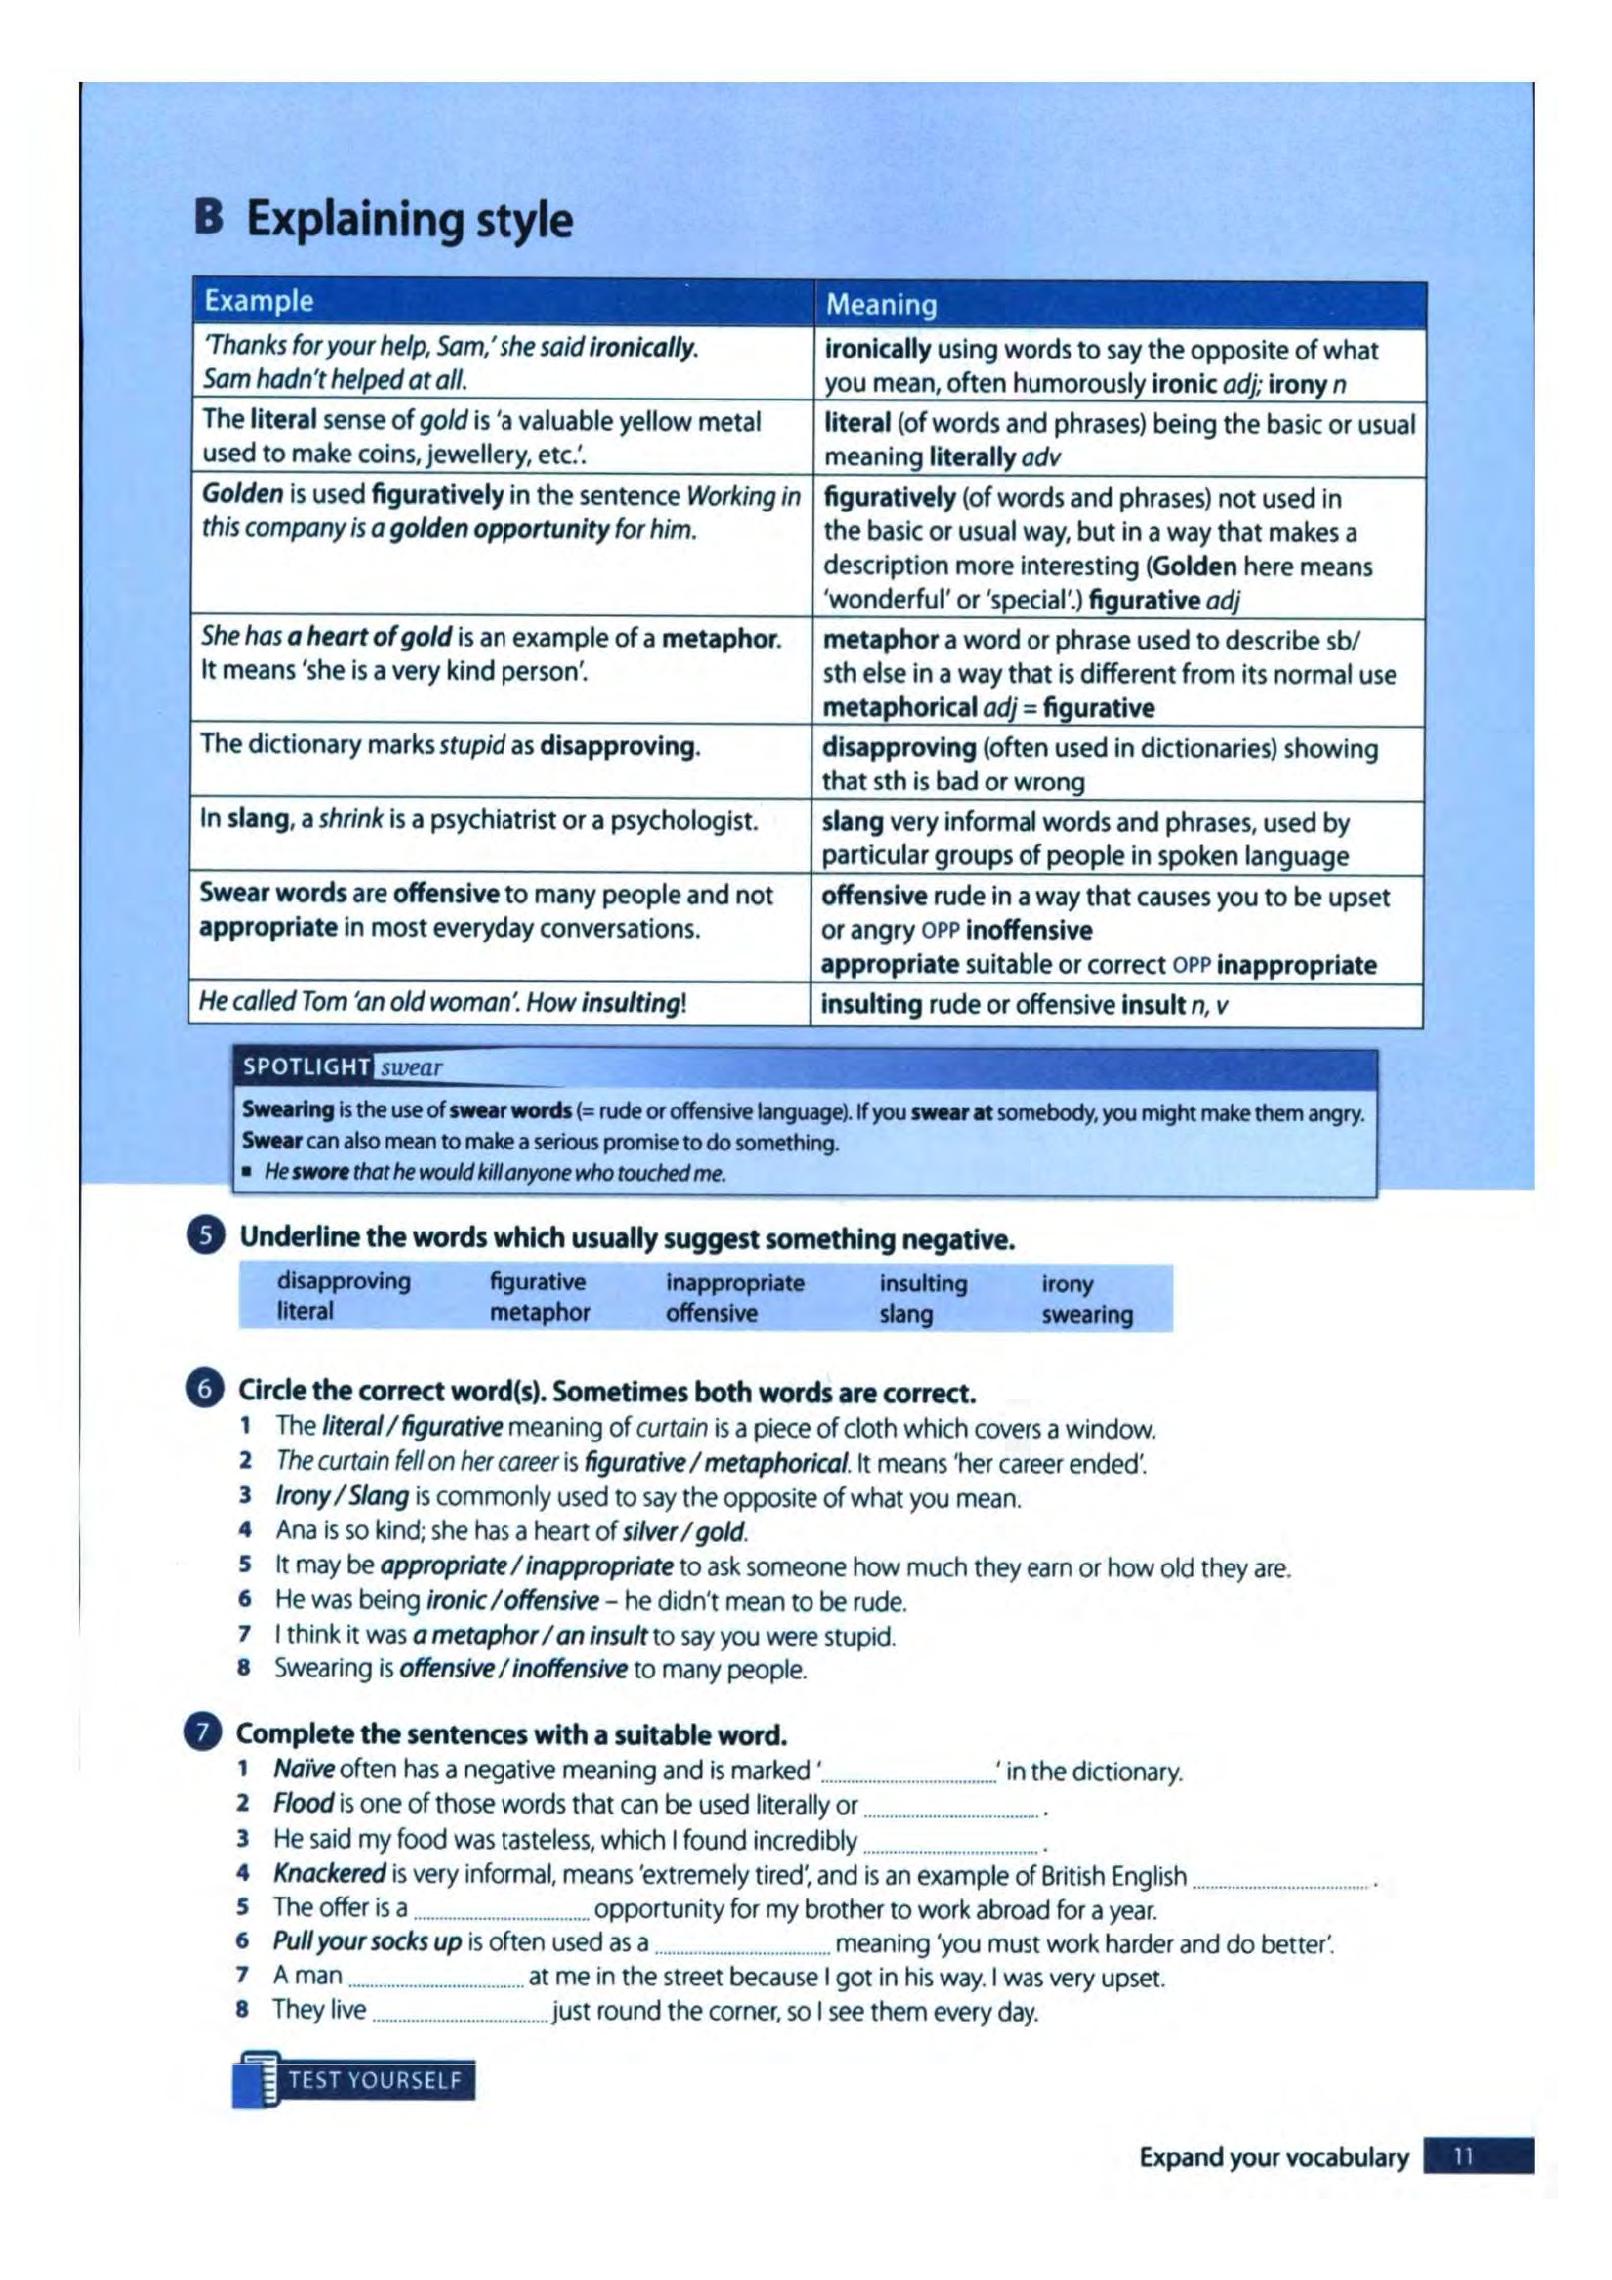 B Explaining style
Example
Meaning
'Thanks for your help, Sam,' she said ironically.
Sam hadn't helped at all.
ironically using words to say the opposite of what
you mean, often humorously ironic adj; irony n
The literal sense of gold is 'a valuable yellow metal
used to make coins, jewellery, etc.'.
literal (of words and phrases) being the basic or usual
meaning literally adv
Golden is used figuratively in the sentence Working in
this company is a golden opportunity for him.
figuratively (of words and phrases) not used in
the basic or usual way, but in a way that makes a
description more interesting (Golden here means
'wonderful' or 'special'.) figurative adj
She has a heart of gold is an example of a metaphor.
It means 'she is a very kind person'.
metaphor a word or phrase used to describe sb/
sth else in a way that is different from its normal use
metaphorical adj = figurative
The dictionary marks stupid as disapproving.
disapproving (often used in dictionaries) showing
that sth is bad or wrong
In slang, a shrink is a psychiatrist or a psychologist.
slang very informal words and phrases, used by
particular groups of people in spoken language
Swear words are offensive to many people and not
appropriate in most everyday conversations.
offensive rude in a way that causes you to be upset
or angry OPP inoffensive
appropriate suitable or correct OPP inappropriate
He called Tom 'an old woman'. How insulting!
insulting rude or offensive insult n, v
SPOTLIGHT swear
Swearing is the use of swear words (= rude or offensive language). If you swear at somebody, you might make them angry.
Swear can also mean to make a serious promise to do something.
▪ He swore that he would kill anyone who touched me.
5 Underline the words which usually suggest something negative.
disapproving figurative inappropriate insulting irony
literal metaphor offensive slang swearing
6 Circle the correct word(s). Sometimes both words are correct.
1 The literal / figurative meaning of curtain is a piece of cloth which covers a window.
2 The curtain fell on her career is figurative / metaphorical. It means 'her career ended'.
3 Irony / Slang is commonly used to say the opposite of what you mean.
4 Ana is so kind; she has a heart of silver / gold.
5 It may be appropriate / inappropriate to ask someone how much they earn or how old they are.
6 He was being ironic / offensive – he didn't mean to be rude.
7 I think it was a metaphor / an insult to say you were stupid.
8 Swearing is offensive / inoffensive to many people.
7 Complete the sentences with a suitable word.
1 Naïve often has a negative meaning and is marked '..............................' in the dictionary.
2 Flood is one of those words that can be used literally or .............................. .
3 He said my food was tasteless, which I found incredibly .............................. .
4 Knackered is very informal, means 'extremely tired', and is an example of British English .............................. .
5 The offer is a .............................. opportunity for my brother to work abroad for a year.
6 Pull your socks up is often used as a .............................. meaning 'you must work harder and do better'.
7 A man .............................. at me in the street because I got in his way. I was very upset.
8 They live .............................. just round the corner, so I see them every day.
TEST YOURSELF
Expand your vocabulary 11